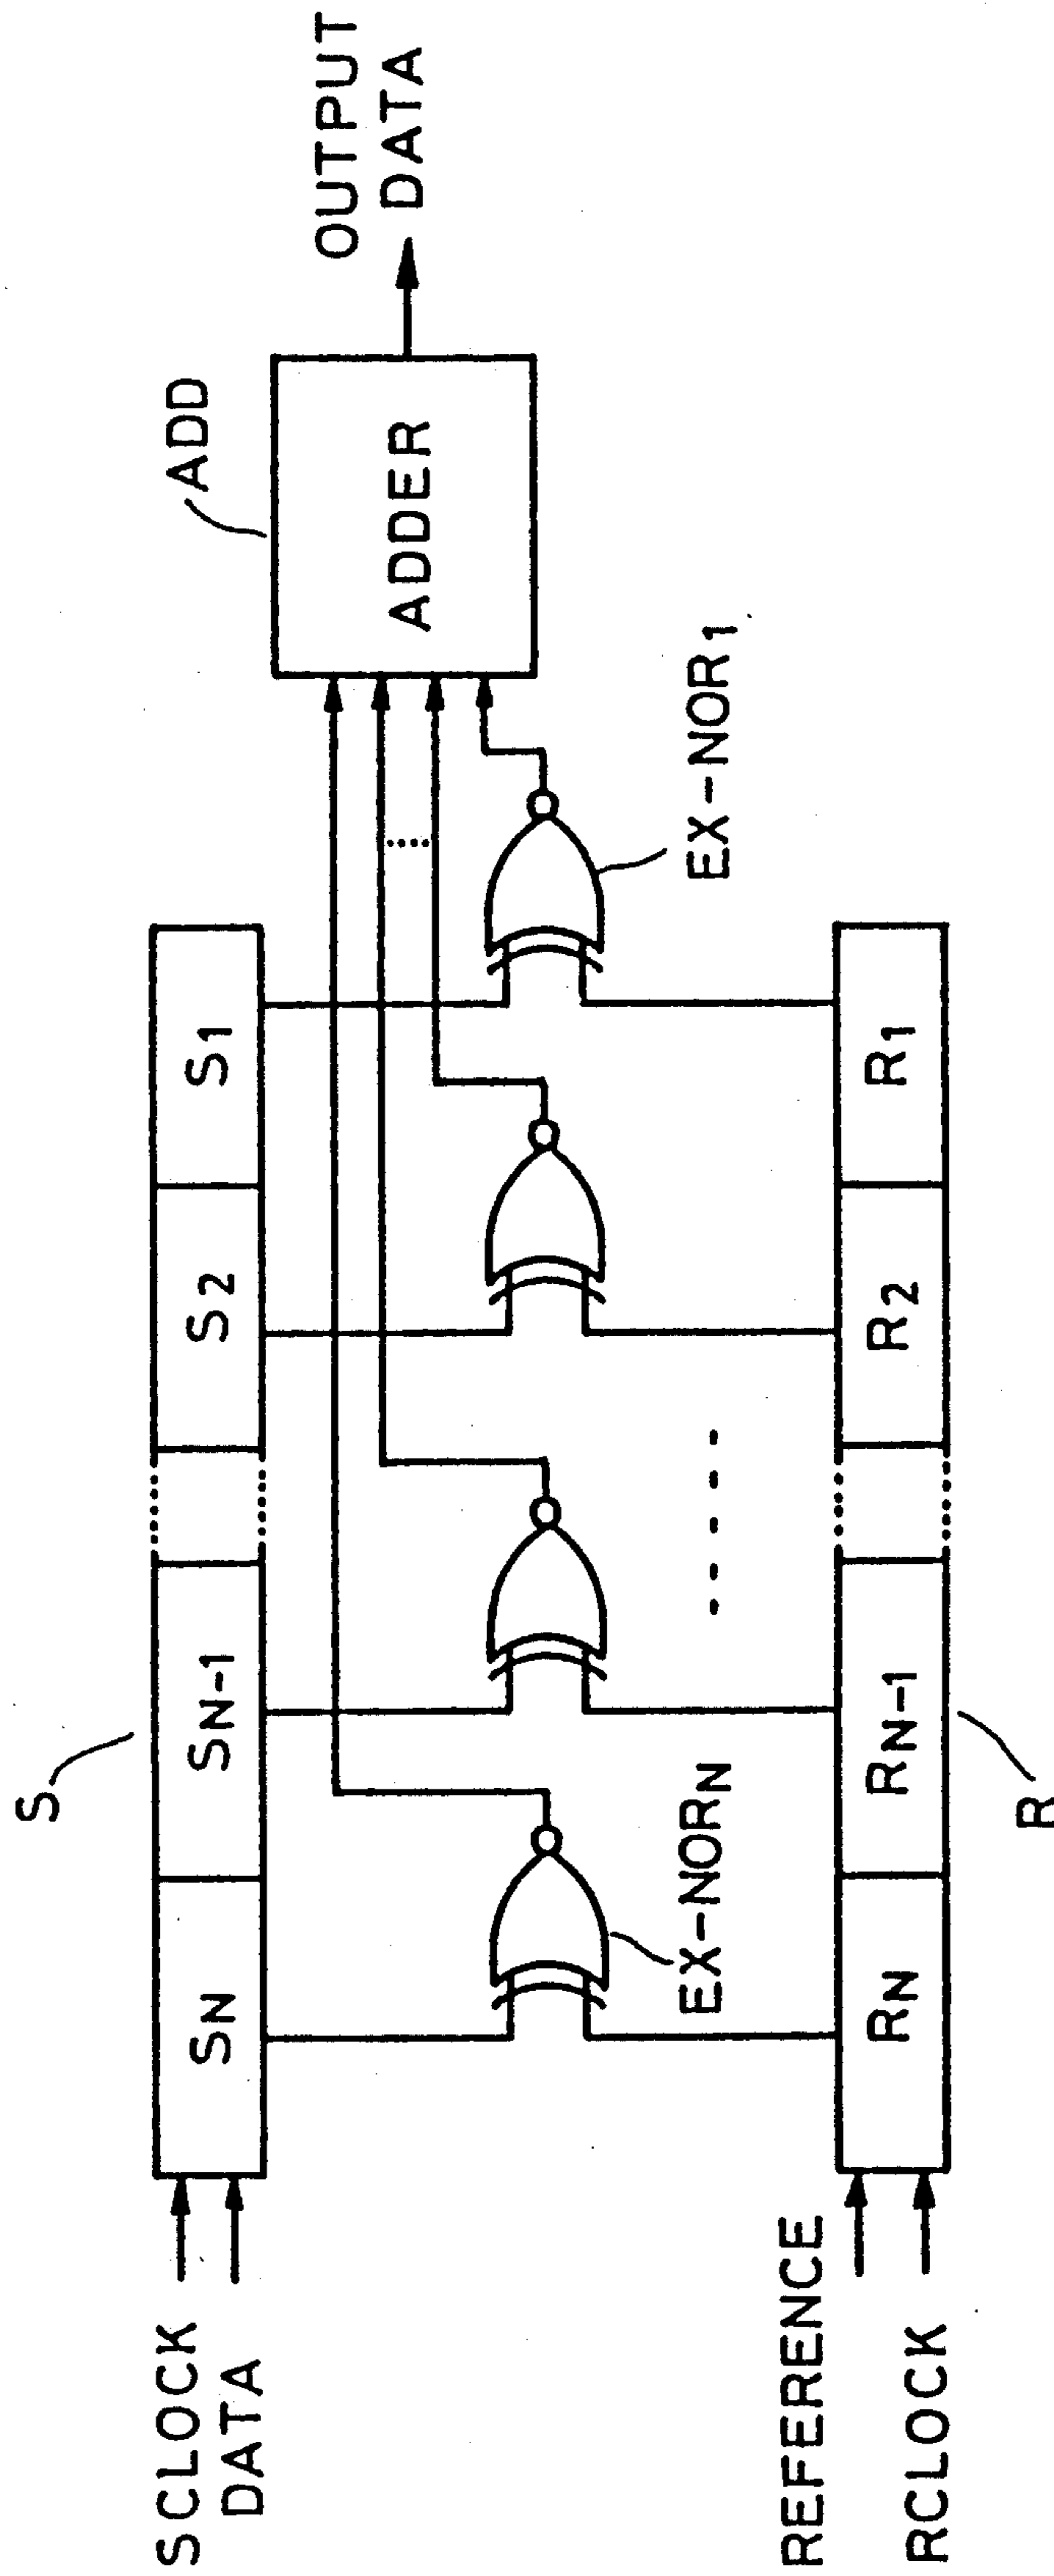 S
SCLOCK
DATA
SN
SN-1
S2
S1
ADD
ADDER
OUTPUT
DATA
EX-NORN
EX-NOR1
REFERENCE
RCLOCK
RN
RN-1
R2
R1
R